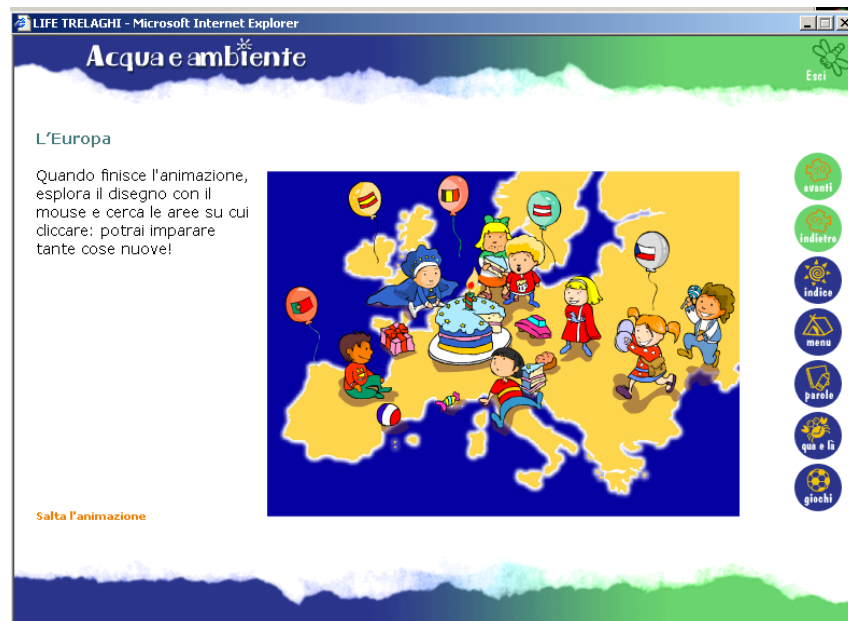 LIFE TRELAGHI - Microsoft Internet Explorer
Acqua e ambiente
Esci
L'Europa
Quando finisce l'animazione,
esplora il disegno con il
mouse e cerca le aree su cui
cliccare: potrai imparare
tante cose nuove!
Salta l'animazione
avanti
indietro
indice
menu
parole
qua e là
giochi